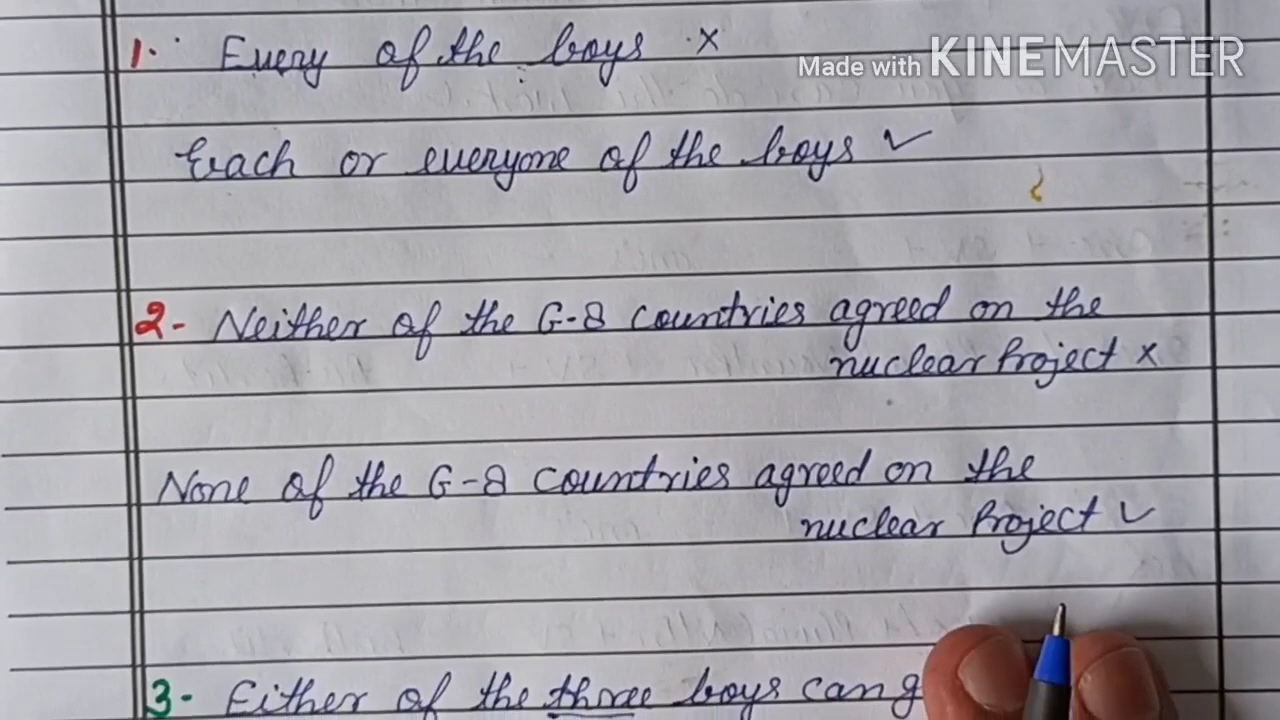 1. Every of the boys x
Made with KINEMASTER
Each or everyone of the boys ✓
2- Neither of the G-8 countries agreed on the
nuclear Project x
None of the G-8 countries agreed on the
nuclear Project ✓
3- Either of the three boys can g